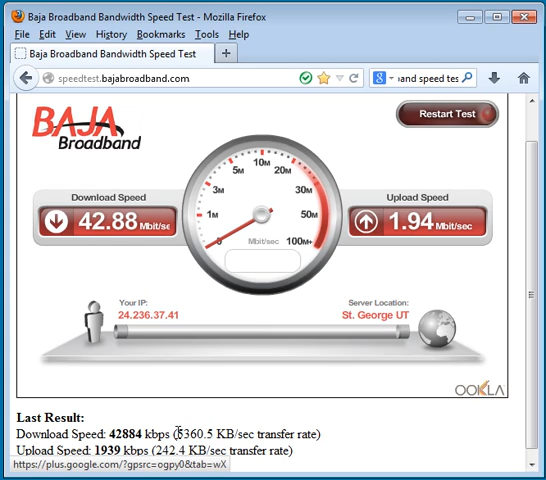 Baja Broadband Bandwidth Speed Test - Mozilla Firefox
File Edit View History Bookmarks Tools Help
Baja Broadband Bandwidth Speed Test
speedtest.bajabroadband.com
and speed tes
BAJA
Broadband
Restart Test
Download Speed
42.88 Mbit/se
Upload Speed
1.94 Mbit/sec
10M
5M
20M
3M
30M
1M
50M
0
Mbit/sec
100M+
Your IP:
24.236.37.41
Server Location:
St. George UT
OOKLA
Last Result:
Download Speed: 42884 kbps (5360.5 KB/sec transfer rate)
Upload Speed: 1939 kbps (242.4 KB/sec transfer rate)
https://plus.google.com/?gpsrc=ogpy0&tab=wX